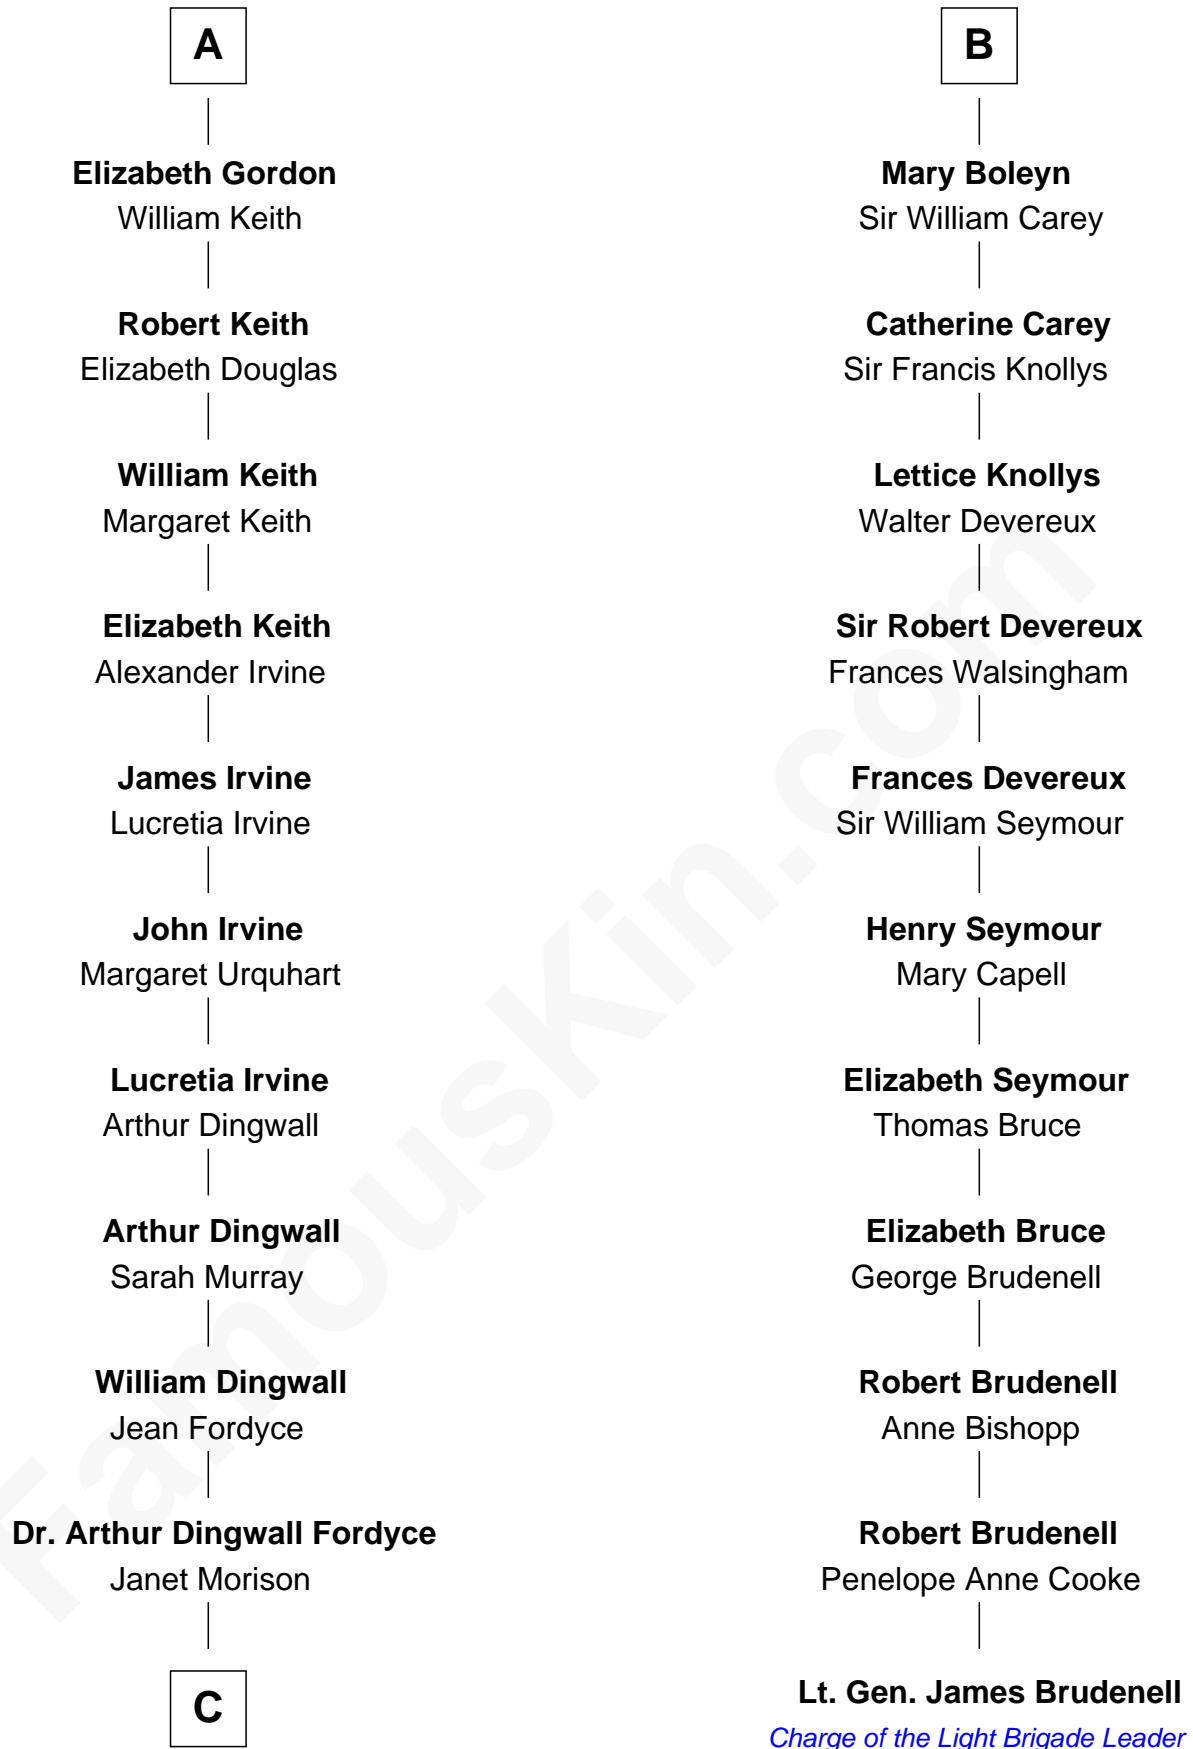 A
Elizabeth Gordon
William Keith
Robert Keith
Elizabeth Douglas
William Keith
Margaret Keith
Elizabeth Keith
Alexander Irvine
James Irvine
Lucretia Irvine
John Irvine
Margaret Urquhart
Lucretia Irvine
Arthur Dingwall
Arthur Dingwall
Sarah Murray
William Dingwall
Jean Fordyce
Dr. Arthur Dingwall Fordyce
Janet Morison
C
B
Mary Boleyn
Sir William Carey
Catherine Carey
Sir Francis Knollys
Lettice Knollys
Walter Devereux
Sir Robert Devereux
Frances Walsingham
Frances Devereux
Sir William Seymour
Henry Seymour
Mary Capell
Elizabeth Seymour
Thomas Bruce
Elizabeth Bruce
George Brudenell
Robert Brudenell
Anne Bishopp
Robert Brudenell
Penelope Anne Cooke
Lt. Gen. James Brudenell
Charge of the Light Brigade Leader
FamousKin.com